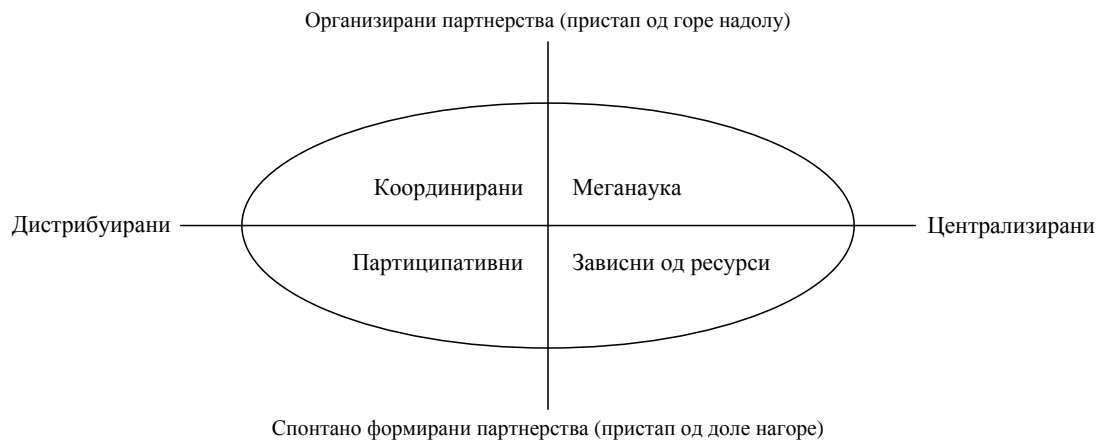 Организирани партнерства (пристап од горе надолу)
Координирани
Меганаука
Дистрибуирани
Централизирани
Партиципативни
Зависни од ресурси
Спонтано формирани партнерства (пристап од доле нагоре)